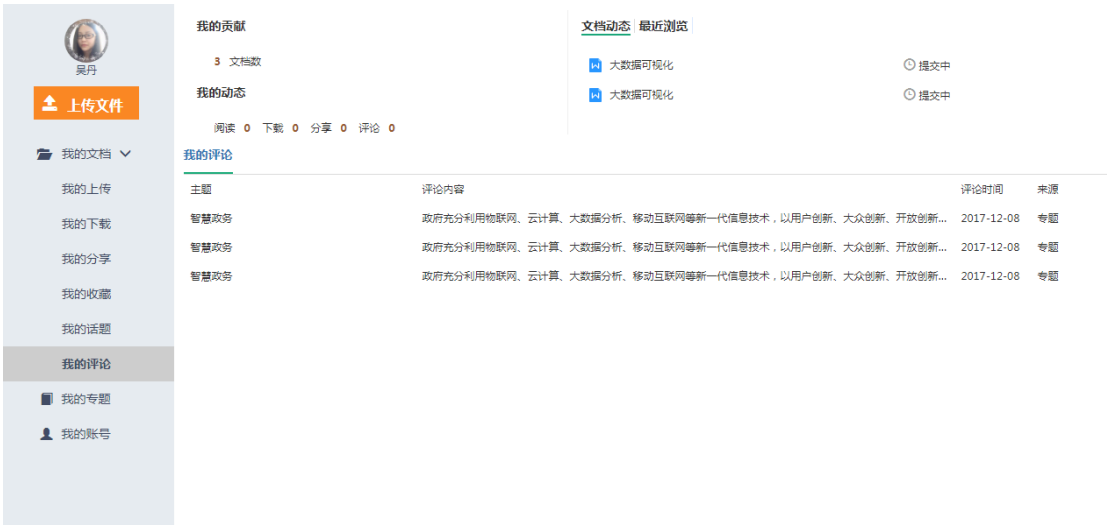 吴丹
上传文件
我的文档
我的上传
我的下载
我的分享
我的收藏
我的话题
我的评论
我的专题
我的账号
我的贡献
3 文档数
我的动态
阅读 0 下载 0 分享 0 评论 0
文档动态 最近浏览
大数据可视化 提交中
大数据可视化 提交中
我的评论
主题 评论内容 评论时间 来源
智慧政务 政府充分利用物联网、云计算、大数据分析、移动互联网等新一代信息技术，以用户创新、大众创新、开放创新... 2017-12-08 专题
智慧政务 政府充分利用物联网、云计算、大数据分析、移动互联网等新一代信息技术，以用户创新、大众创新、开放创新... 2017-12-08 专题
智慧政务 政府充分利用物联网、云计算、大数据分析、移动互联网等新一代信息技术，以用户创新、大众创新、开放创新... 2017-12-08 专题